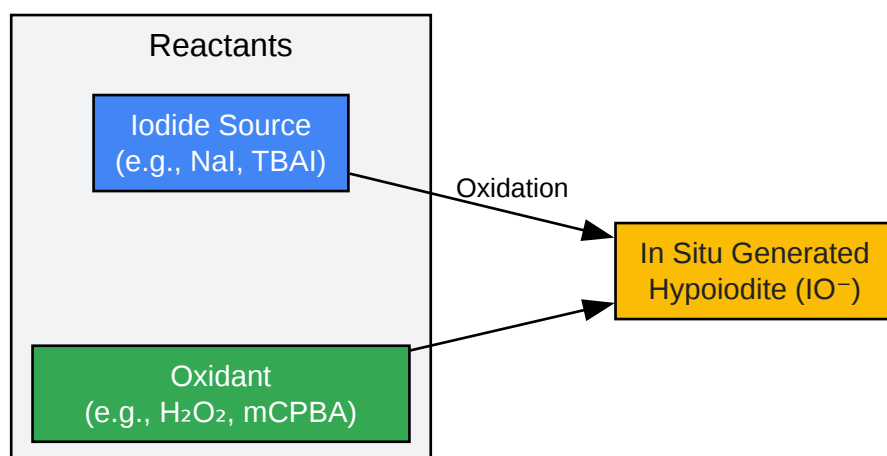 Reactants
Iodide Source
(e.g., NaI, TBAI)
Oxidation
In Situ Generated
Hypoiodite (IO⁻)
Oxidant
(e.g., H₂O₂, mCPBA)